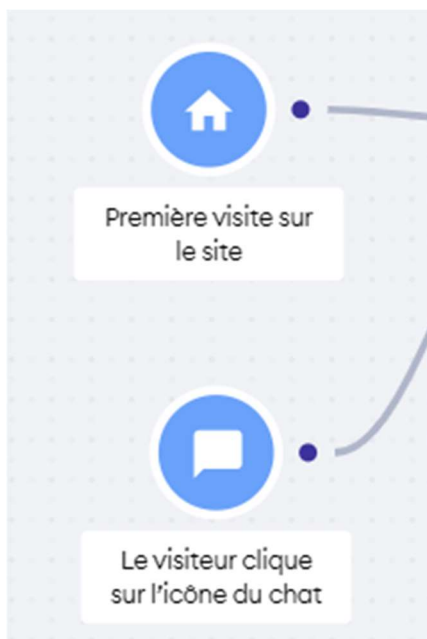 Première visite sur
le site
Le visiteur clique
sur l'icône du chat